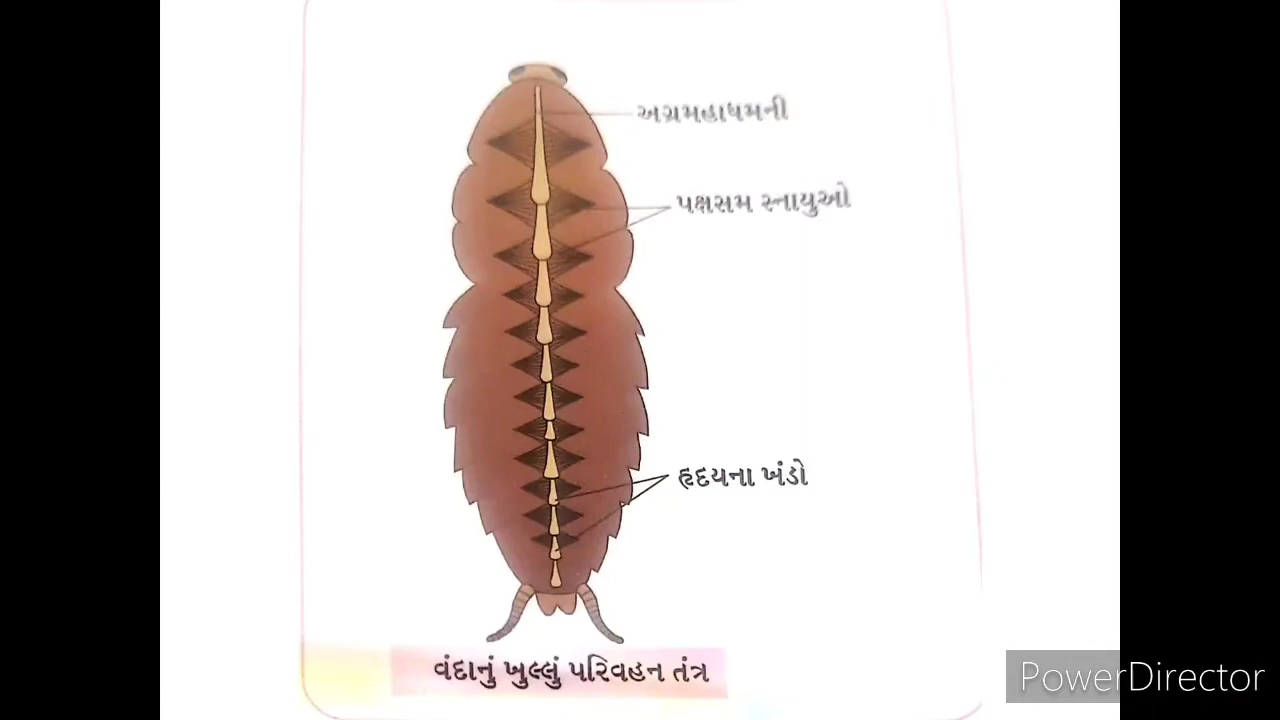 અગ્રમહાધમની
પક્ષસમ સ્નાયુઓ
હૃદયના ખંડો
વંદાનું ખુલ્લું પરિવહન તંત્ર
PowerDirector